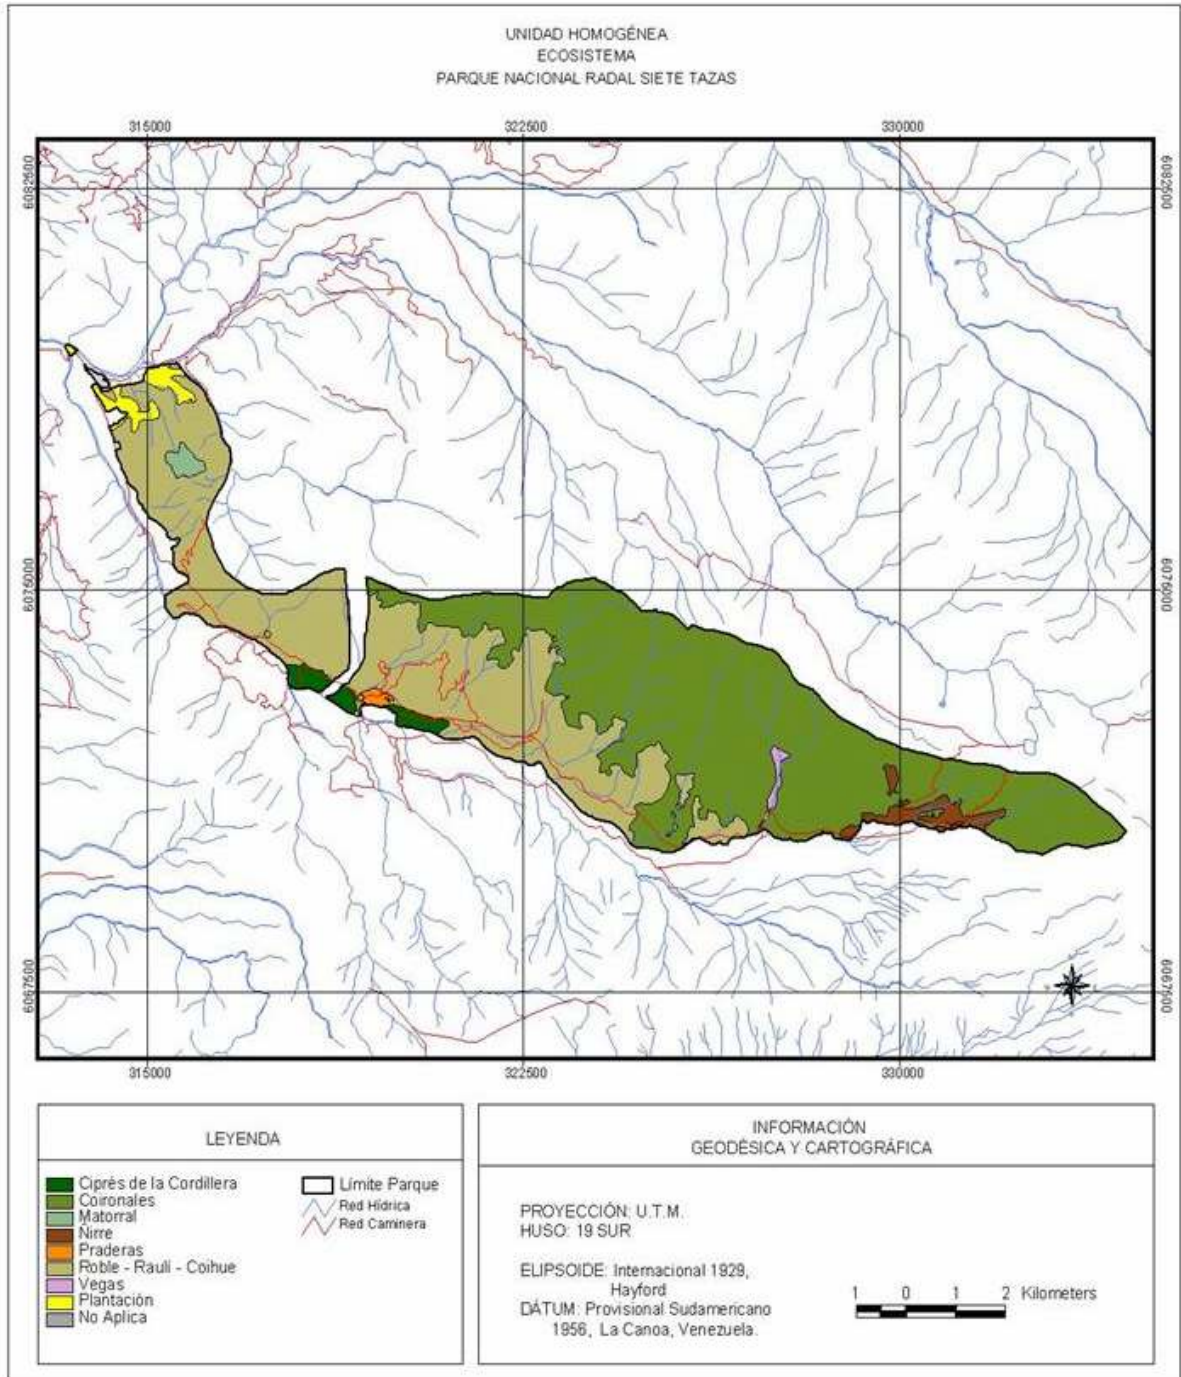 UNIDAD HOMOGÉNEA
ECOSISTEMA
PARQUE NACIONAL RADAL SIETE TAZAS
315000 322500 330000
6082500 6082500
6075000 6075000
6067500 6067500
315000 322500 330000
LEYENDA
Ciprés de la Cordillera
Coironales
Matorral
Ñirre
Praderas
Roble - Raulí - Coihue
Vegas
Plantación
No Aplica
Límite Parque
Red Hídrica
Red Caminera
INFORMACIÓN
GEODÉSICA Y CARTOGRÁFICA
PROYECCIÓN: U.T.M.
HUSO: 19 SUR
ELIPSOIDE: Internacional 1929,
Hayford
DÁTUM: Provisional Sudamericano
1956, La Canoa, Venezuela.
1 0 1 2 Kilometers